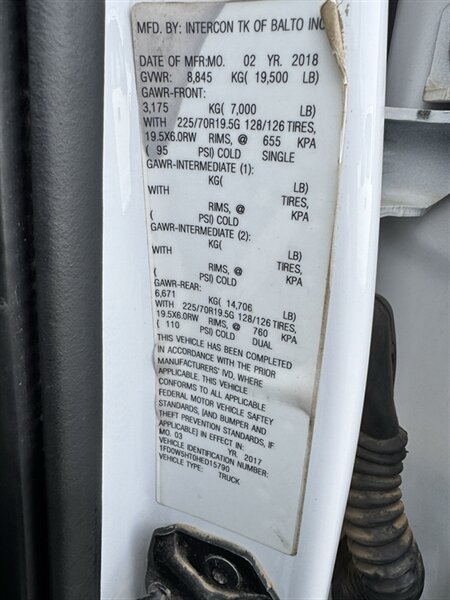 MFD. BY: INTERCON TK OF BALTO INC
DATE OF MFR:MO. 02 YR. 2018
GVWR: 8,845 KG( 19,500 LB)
GAWR-FRONT:
3,175 KG( 7,000 LB)
WITH 225/70R19.5G 128/126 TIRES,
19.5X6.0RW RIMS, @ 655 KPA
( 95 PSI) COLD SINGLE
GAWR-INTERMEDIATE (1):
KG( LB)
WITH TIRES,
RIMS, @ KPA
( PSI) COLD
GAWR-INTERMEDIATE (2):
KG( LB)
WITH TIRES,
RIMS, @ KPA
( PSI) COLD
GAWR-REAR:
6,671 KG( 14,706 LB)
WITH 225/70R19.5G 128/126 TIRES,
19.5X6.0RW RIMS, @ 760 KPA
( 110 PSI) COLD DUAL
THIS VEHICLE HAS BEEN COMPLETED
IN ACCORDANCE WITH THE PRIOR
MANUFACTURERS' IVD, WHERE
APPLICABLE. THIS VEHICLE
CONFORMS TO ALL APPLICABLE
FEDERAL MOTOR VEHICLE SAFTEY
STANDARDS, [AND BUMPER AND
THEFT PREVENTION STANDARDS, IF
APPLICABLE] IN EFFECT IN:
MO. 03 YR. 2017
VEHICLE IDENTIFICATION NUMBER:
1FD0W5HT0HED15790
VEHICLE TYPE: TRUCK